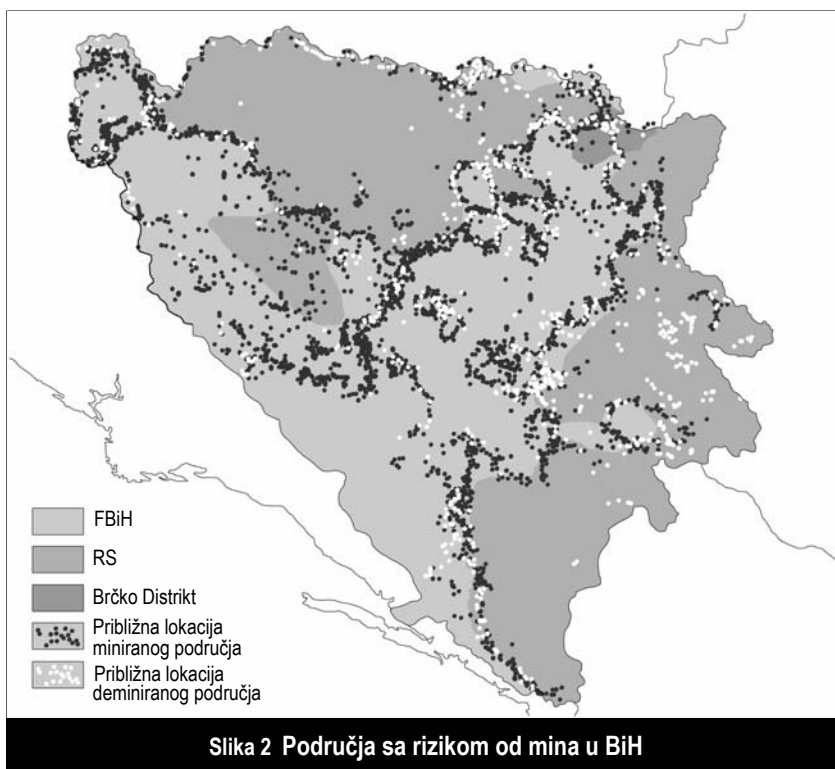 FBiH
RS
Brčko Distrikt
Približna lokacija
miniranog područja
Približna lokacija
deminiranog područja
Slika 2 Područja sa rizikom od mina u BiH